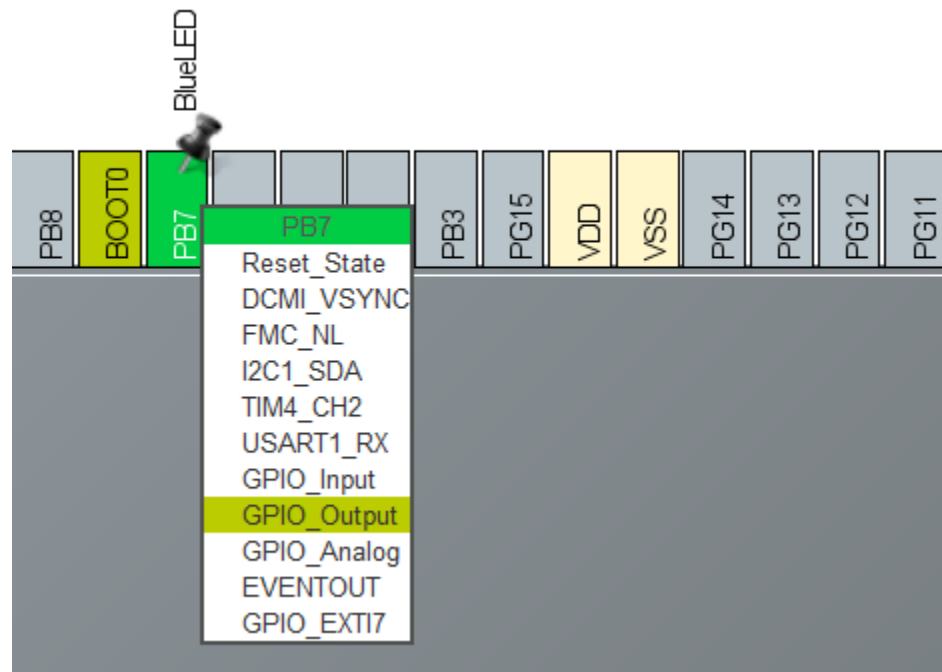 BlueLED
PB8
BOOT0
PB7
PB3
PG15
VDD
VSS
PG14
PG13
PG12
PG11
PB7
Reset_State
DCMI_VSYNC
FMC_NL
I2C1_SDA
TIM4_CH2
USART1_RX
GPIO_Input
GPIO_Output
GPIO_Analog
EVENTOUT
GPIO_EXTI7